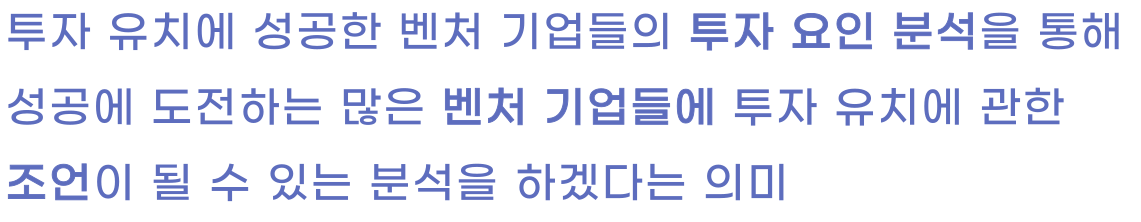 투자 유치에 성공한 벤처 기업들의 투자 요인 분석을 통해
성공에 도전하는 많은 벤처 기업들에 투자 유치에 관한
조언이 될 수 있는 분석을 하겠다는 의미